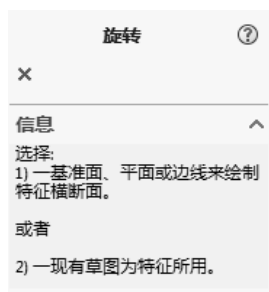 旋转
信息
选择:
1) 一基准面、平面或边线来绘制
特征横断面。
或者
2) 一现有草图为特征所用。